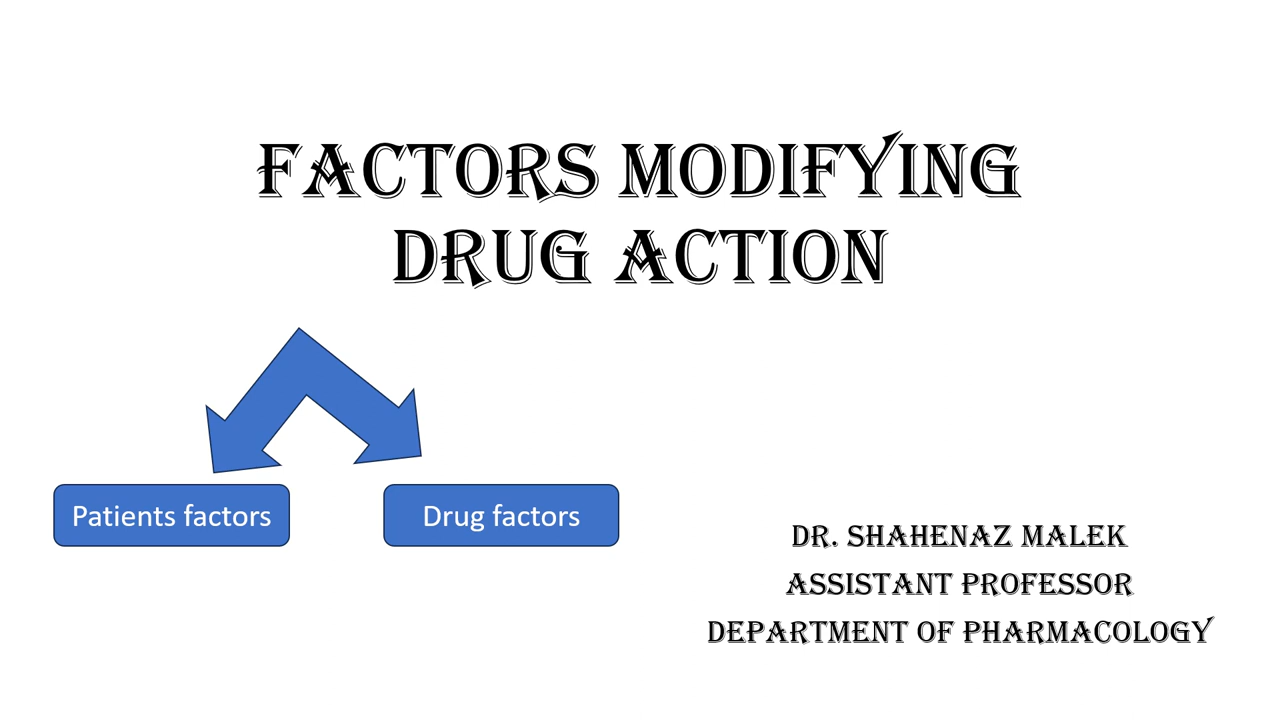 FACTORS MODIFYING
DRUG ACTION
Patients factors
Drug factors
DR. SHAHENAZ MALEK
ASSISTANT PROFESSOR
DEPARTMENT OF PHARMACOLOGY